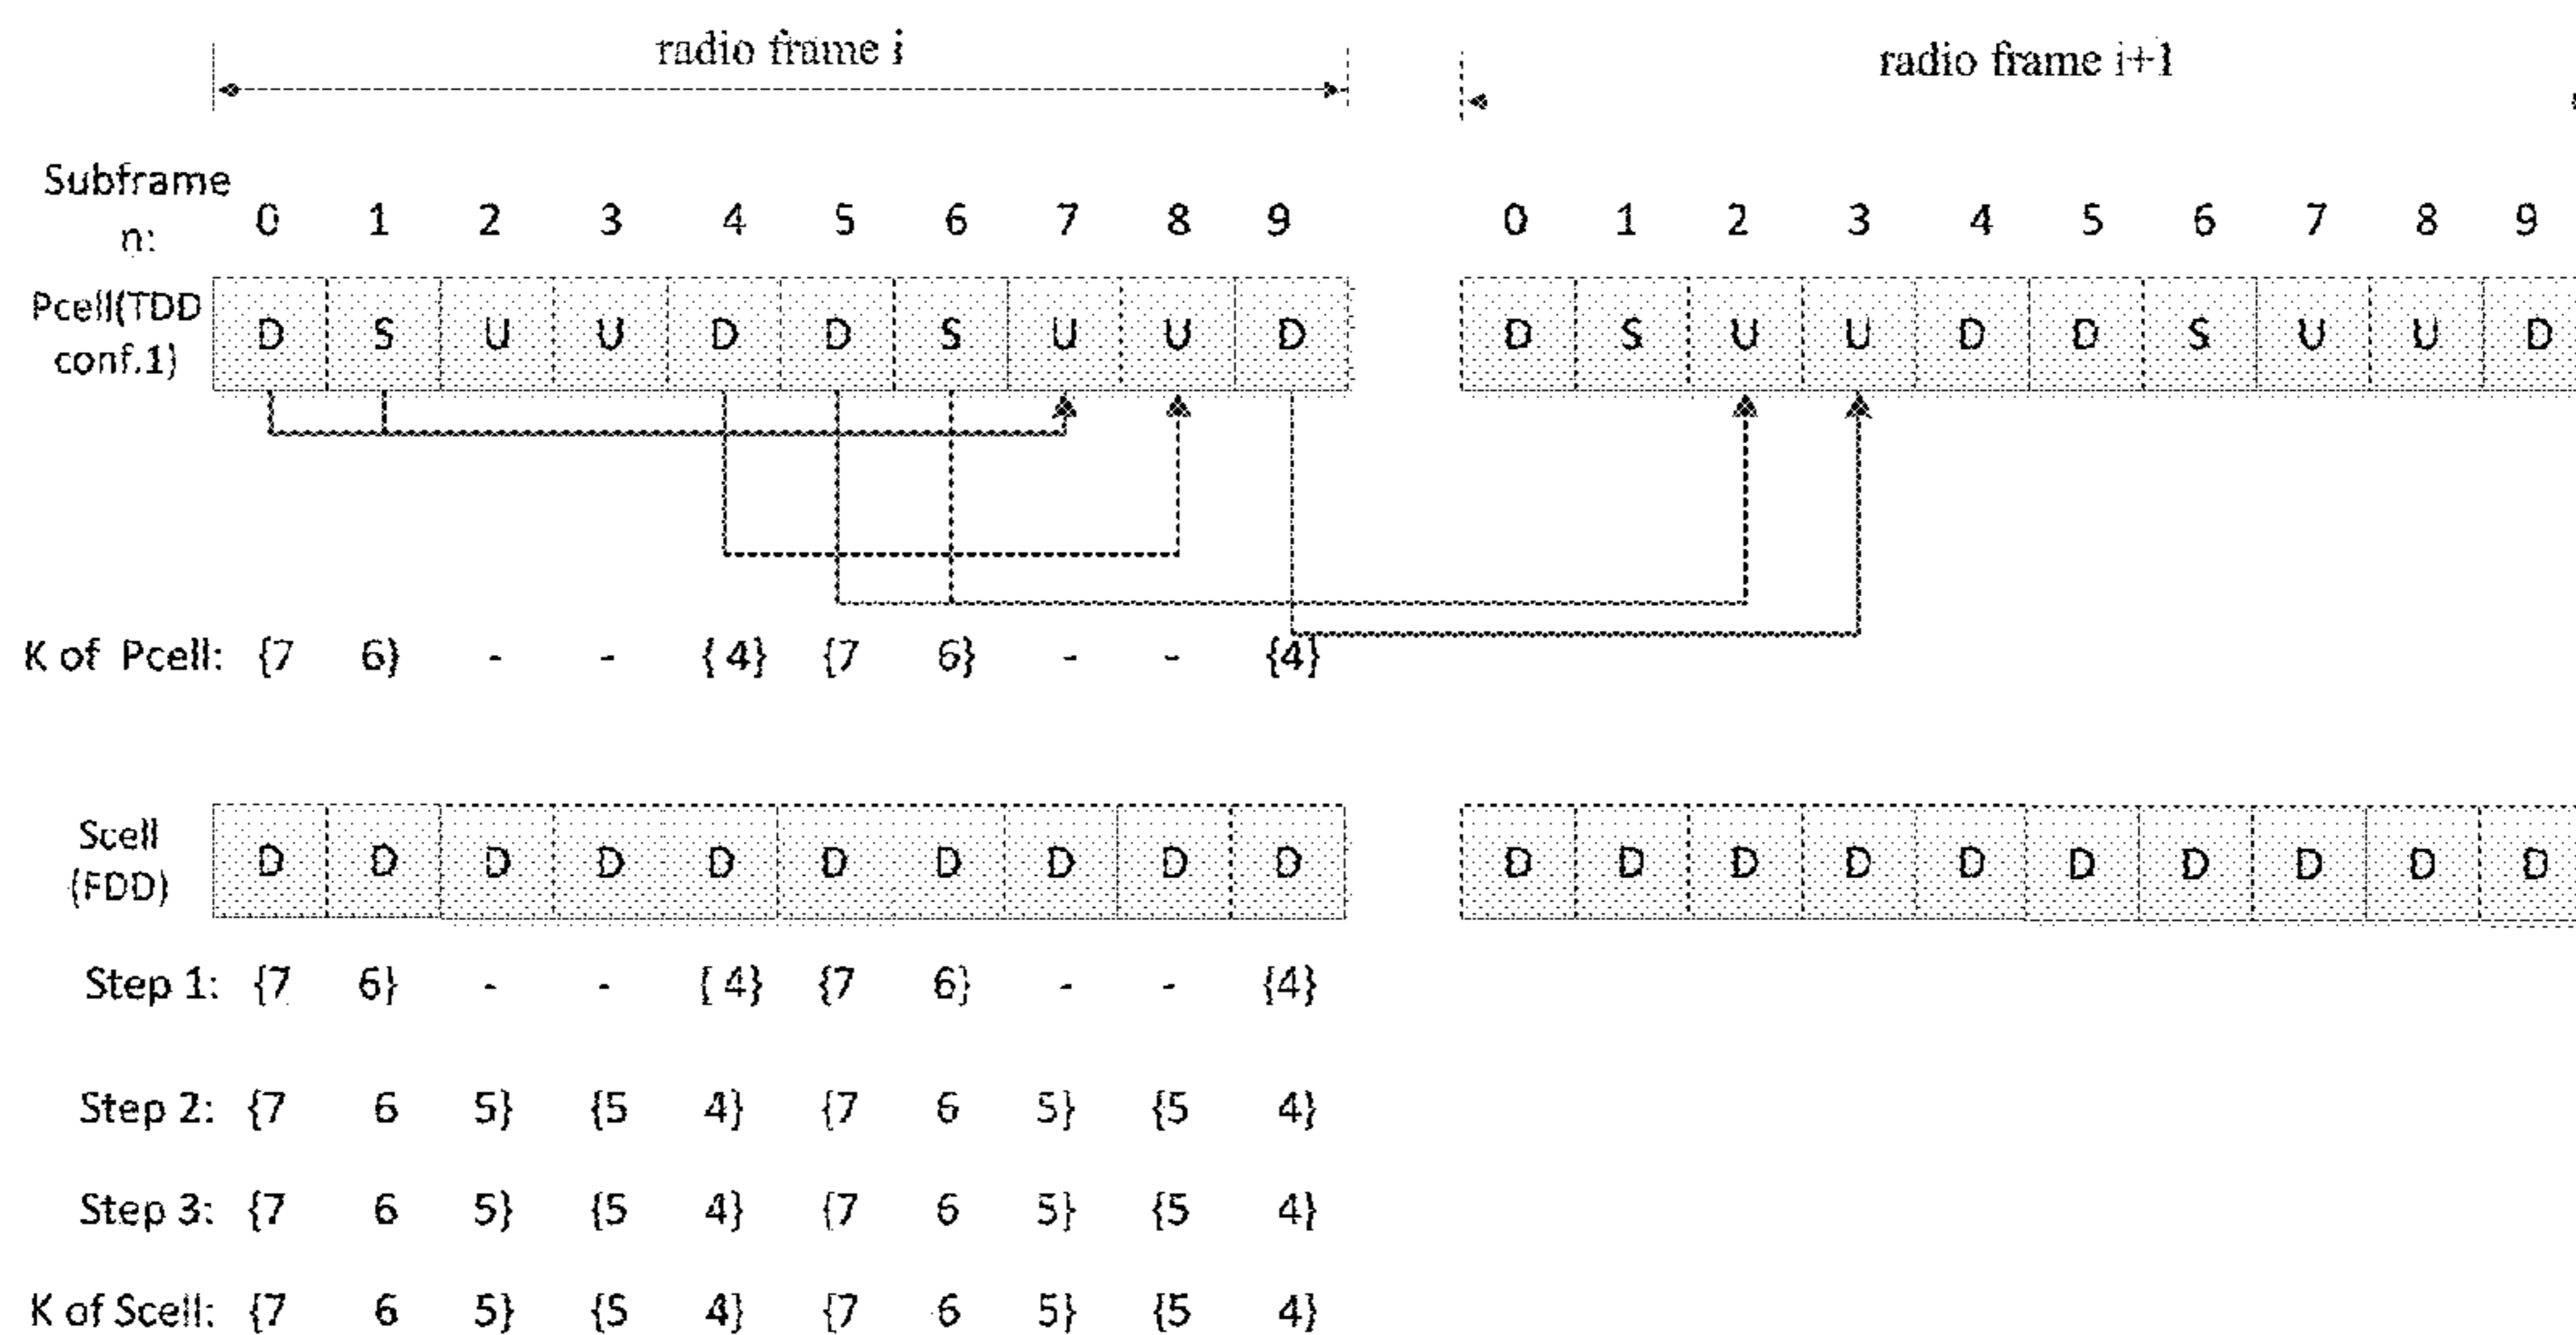 radio frame i
radio frame i+1
Subframe
n:
0 1 2 3 4 5 6 7 8 9
0 1 2 3 4 5 6 7 8 9
Pcell(TDD
conf.1)
D S U U D D S U U D
D S U U D D S U U D
K of Pcell: {7 6} - - {4} {7 6} - - {4}
Scell
(FDD)
D D D D D D D D D D
D D D D D D D D D D
Step 1: {7 6} - - {4} {7 6} - - {4}
Step 2: {7 6 5} {5 4} {7 6 5} {5 4}
Step 3: {7 6 5} {5 4} {7 6 5} {5 4}
K of Scell: {7 6 5} {5 4} {7 6 5} {5 4}